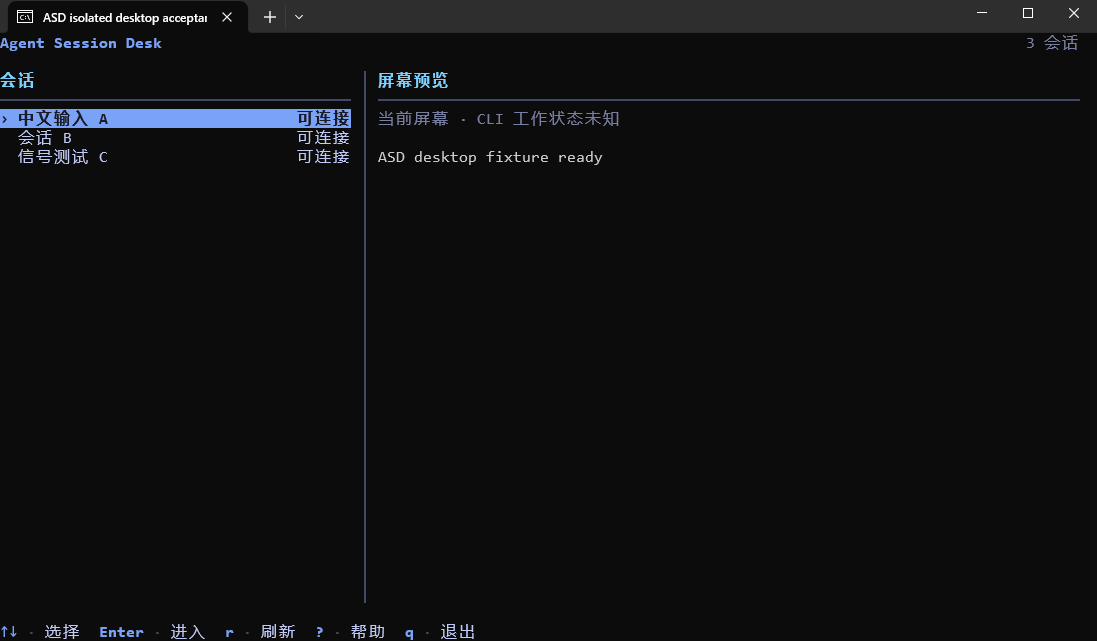 ASD isolated desktop acceptar
Agent Session Desk 3 会话
会话
› 中文输入 A 可连接
会话 B 可连接
信号测试 C 可连接
屏幕预览
当前屏幕 · CLI 工作状态未知
ASD desktop fixture ready
↑↓ · 选择 Enter · 进入 r · 刷新 ? · 帮助 q · 退出